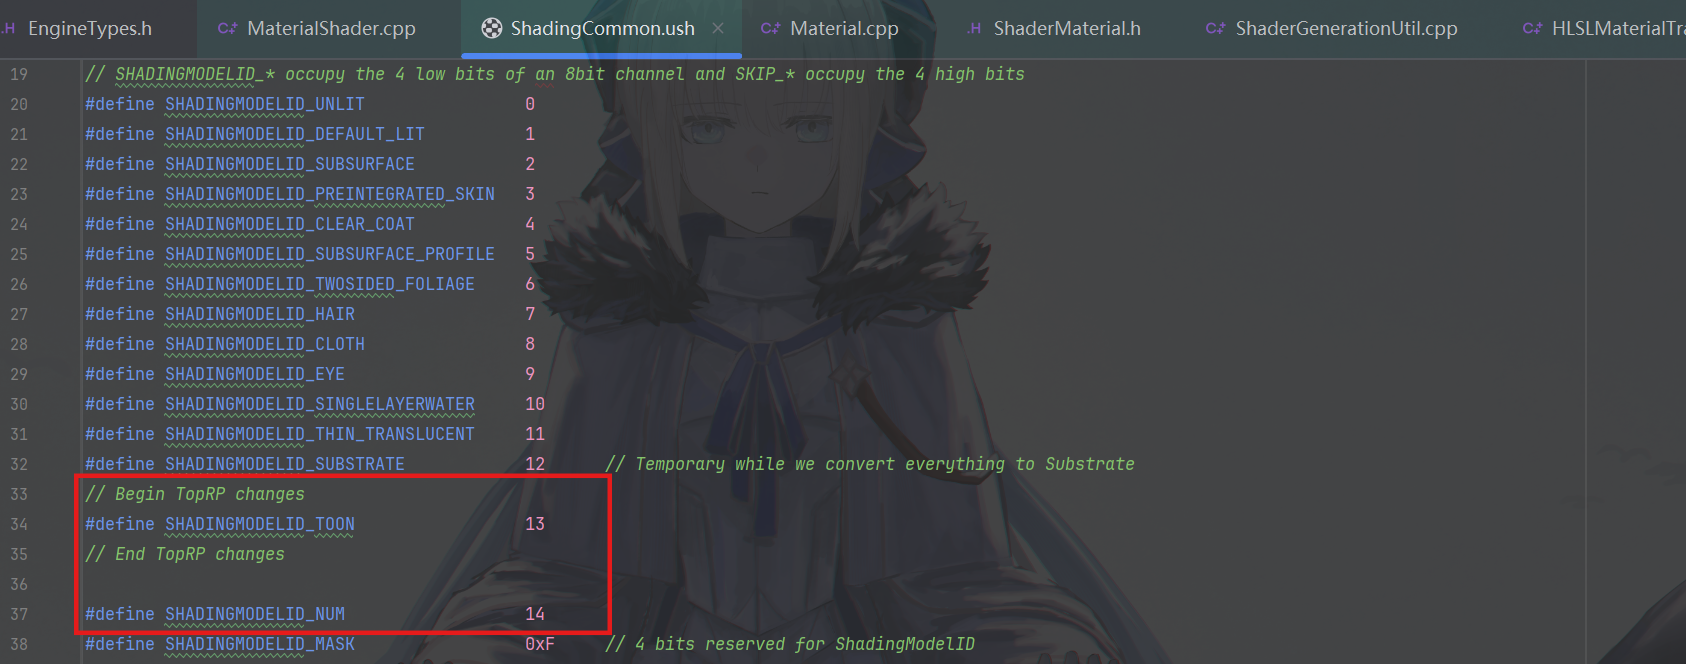 .H EngineTypes.h C++ MaterialShader.cpp ShadingCommon.ush × C++ Material.cpp .H ShaderMaterial.h C++ ShaderGenerationUtil.cpp C++ HLSLMaterialTra
19 // SHADINGMODELID_* occupy the 4 low bits of an 8bit channel and SKIP_* occupy the 4 high bits
20 #define SHADINGMODELID_UNLIT 0
21 #define SHADINGMODELID_DEFAULT_LIT 1
22 #define SHADINGMODELID_SUBSURFACE 2
23 #define SHADINGMODELID_PREINTEGRATED_SKIN 3
24 #define SHADINGMODELID_CLEAR_COAT 4
25 #define SHADINGMODELID_SUBSURFACE_PROFILE 5
26 #define SHADINGMODELID_TWOSIDED_FOLIAGE 6
27 #define SHADINGMODELID_HAIR 7
28 #define SHADINGMODELID_CLOTH 8
29 #define SHADINGMODELID_EYE 9
30 #define SHADINGMODELID_SINGLELAYERWATER 10
31 #define SHADINGMODELID_THIN_TRANSLUCENT 11
32 #define SHADINGMODELID_SUBSTRATE 12 // Temporary while we convert everything to Substrate
33 // Begin TopRP changes
34 #define SHADINGMODELID_TOON 13
35 // End TopRP changes
36
37 #define SHADINGMODELID_NUM 14
38 #define SHADINGMODELID_MASK 0xF // 4 bits reserved for ShadingModelID